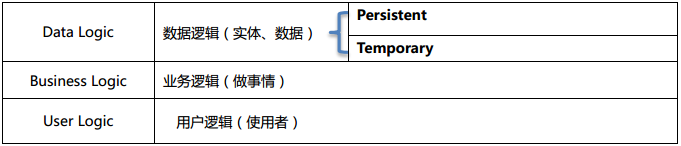 Data Logic
数据逻辑（实体、数据）
Persistent
Temporary
Business Logic
业务逻辑（做事情）
User Logic
用户逻辑（使用者）